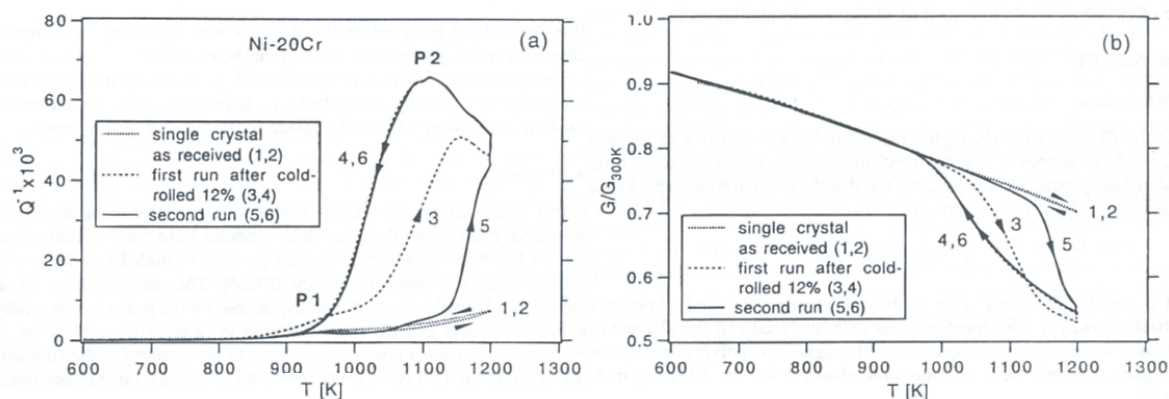 Ni-20Cr
(a)
P2
80
60
40
20
0
Q⁻¹ x 10³
single crystal
as received (1,2)
first run after cold-
rolled 12% (3,4)
second run (5,6)
4,6
3
5
P1
1,2
600 700 800 900 1000 1100 1200 1300
T [K]
(b)
1.0
0.9
0.8
0.7
0.6
0.5
G/G300K
single crystal
as received (1,2)
first run after cold-
rolled 12% (3,4)
second run (5,6)
3
4,6
5
1,2
600 700 800 900 1000 1100 1200 1300
T [K]